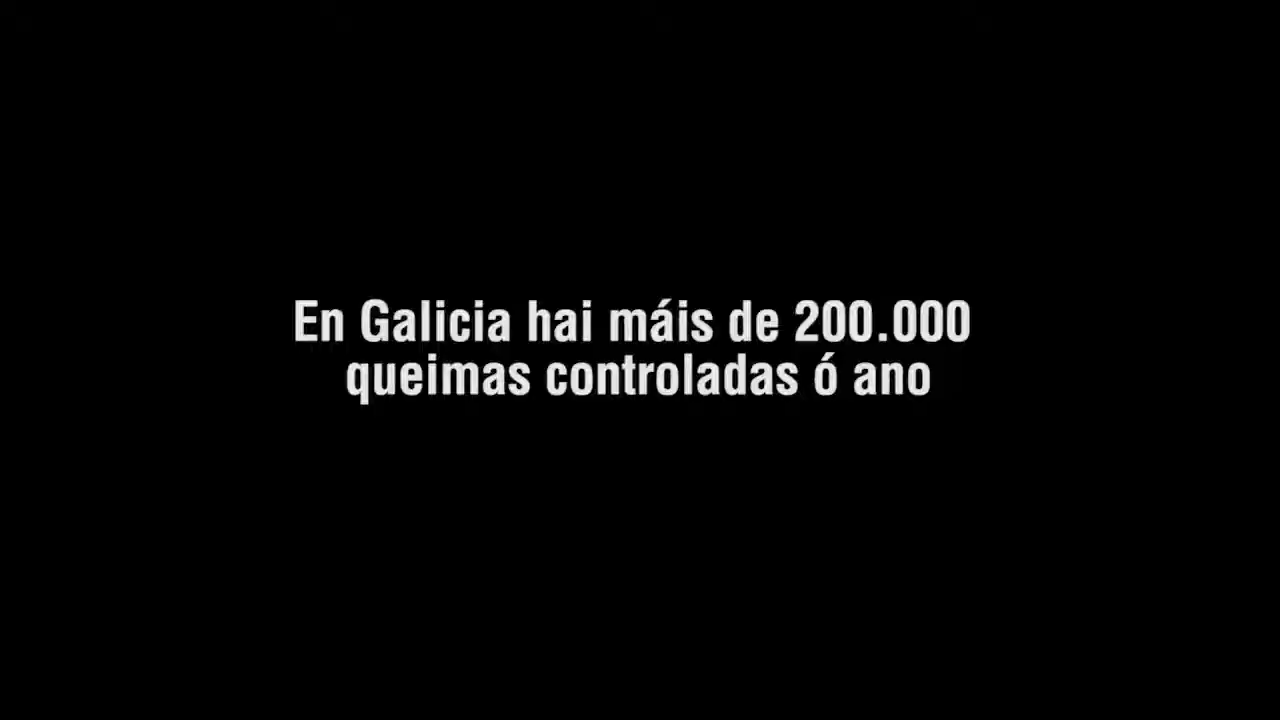 En Galicia hai máis de 200.000
queimas controladas ó ano